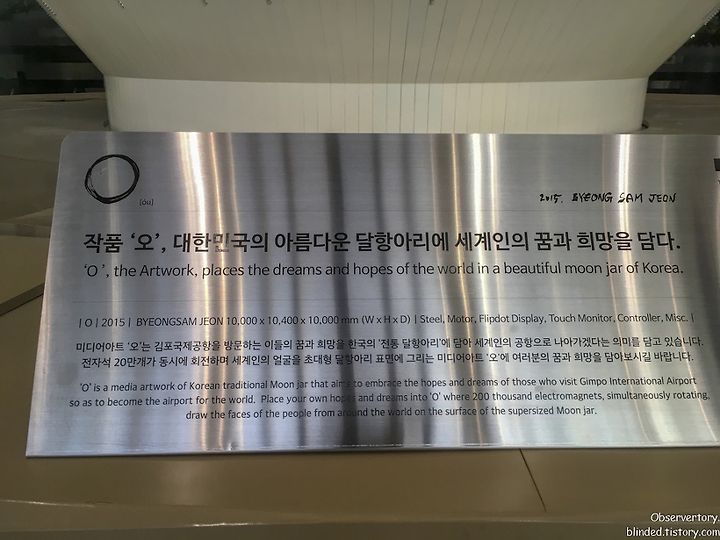 [óu]
2015. BYEONG SAM JEON
작품 ‘오’, 대한민국의 아름다운 달항아리에 세계인의 꿈과 희망을 담다.
‘O’, the Artwork, places the dreams and hopes of the world in a beautiful moon jar of Korea.
| O | 2015 | BYEONGSAM JEON 10,000 x 10,400 x 10,000 mm (W x H x D) | Steel, Motor, Flipdot Display, Touch Monitor, Controller, Misc. |
미디어아트 ‘오’는 김포국제공항을 방문하는 이들의 꿈과 희망을 한국의 ‘전통 달항아리’에 담아 세계인의 공항으로 나아가겠다는 의미를 담고 있습니다.
전자석 20만개가 동시에 회전하며 세계인의 얼굴을 초대형 달항아리 표면에 그리는 미디어아트 ‘오’에 여러분의 꿈과 희망을 담아보시길 바랍니다.
‘O’ is a media artwork of Korean traditional Moon jar that aims to embrace the hopes and dreams of those who visit Gimpo International Airport
so as to become the airport for the world. Place your own hopes and dreams into ‘O’ where 200 thousand electromagnets, simultaneously rotating,
draw the faces of the people from around the world on the surface of the supersized Moon jar.
Observertory.
blinded.tistory.com